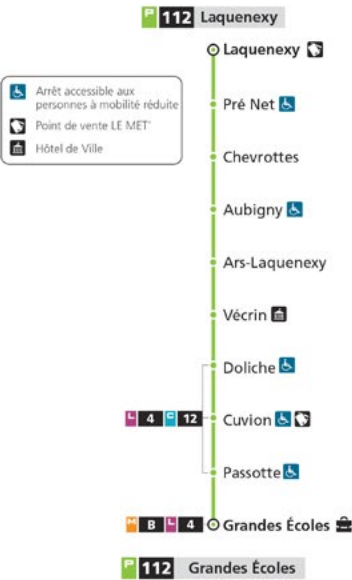 P 112 Laquenexy
Laquenexy
Arrêt accessible aux
personnes à mobilité réduite
Point de vente LE MET'
Hôtel de Ville
Pré Net
Chevrottes
Aubigny
Ars-Laquenexy
Vécrin
Doliche
L 4 C 12 Cuvion
Passotte
M B L 4 Grandes Écoles
P 112 Grandes Écoles